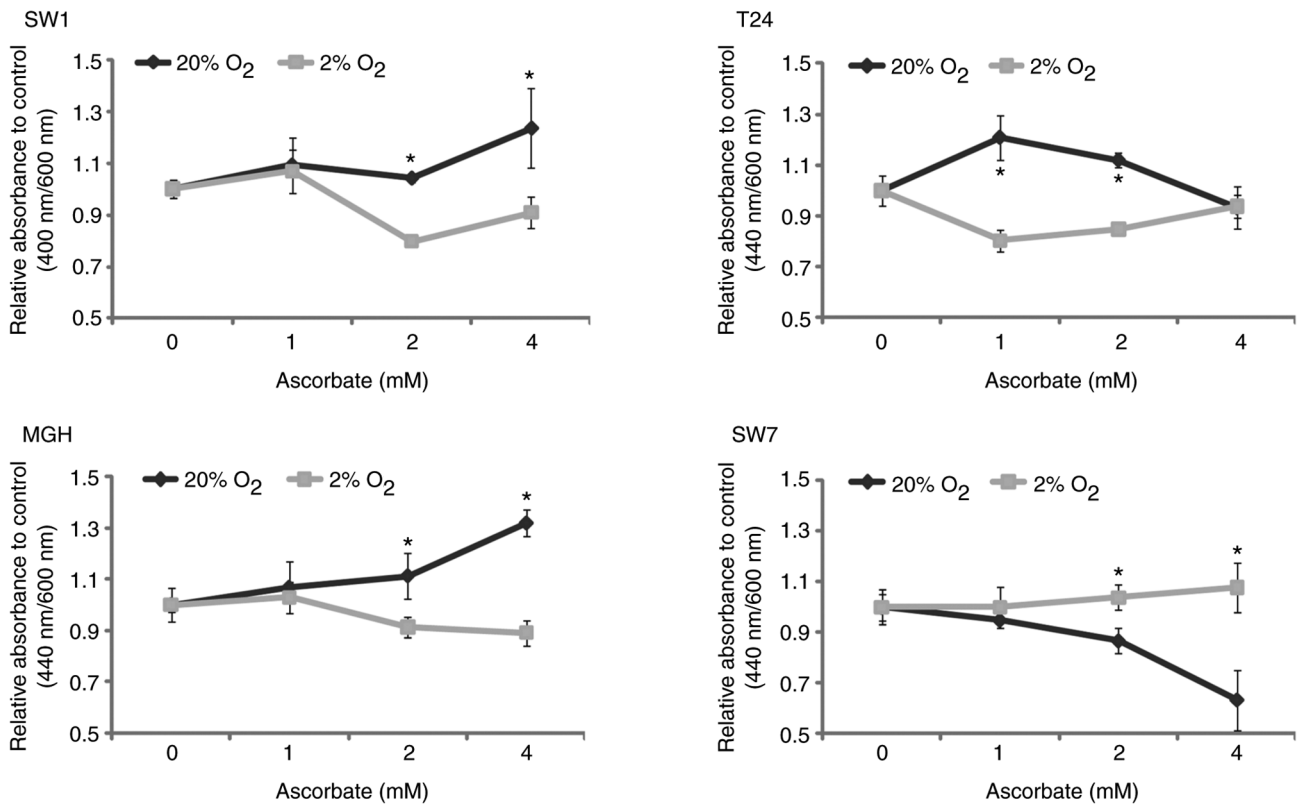 SW1
1.5
1.3
1.1
0.9
0.7
0.5
20% O2
2% O2
*
*
Relative absorbance to control
(400 nm/600 nm)
0 1 2 4
Ascorbate (mM)
T24
1.5
1.3
1.1
0.9
0.7
0.5
20% O2
2% O2
*
*
Relative absorbance to control
(440 nm/600 nm)
0 1 2 4
Ascorbate (mM)
MGH
1.5
1.3
1.1
0.9
0.7
0.5
20% O2
2% O2
*
*
Relative absorbance to control
(440 nm/600 nm)
0 1 2 4
Ascorbate (mM)
SW7
1.5
1.3
1.1
0.9
0.7
0.5
20% O2
2% O2
*
*
Relative absorbance to control
(440 nm/600 nm)
0 1 2 4
Ascorbate (mM)